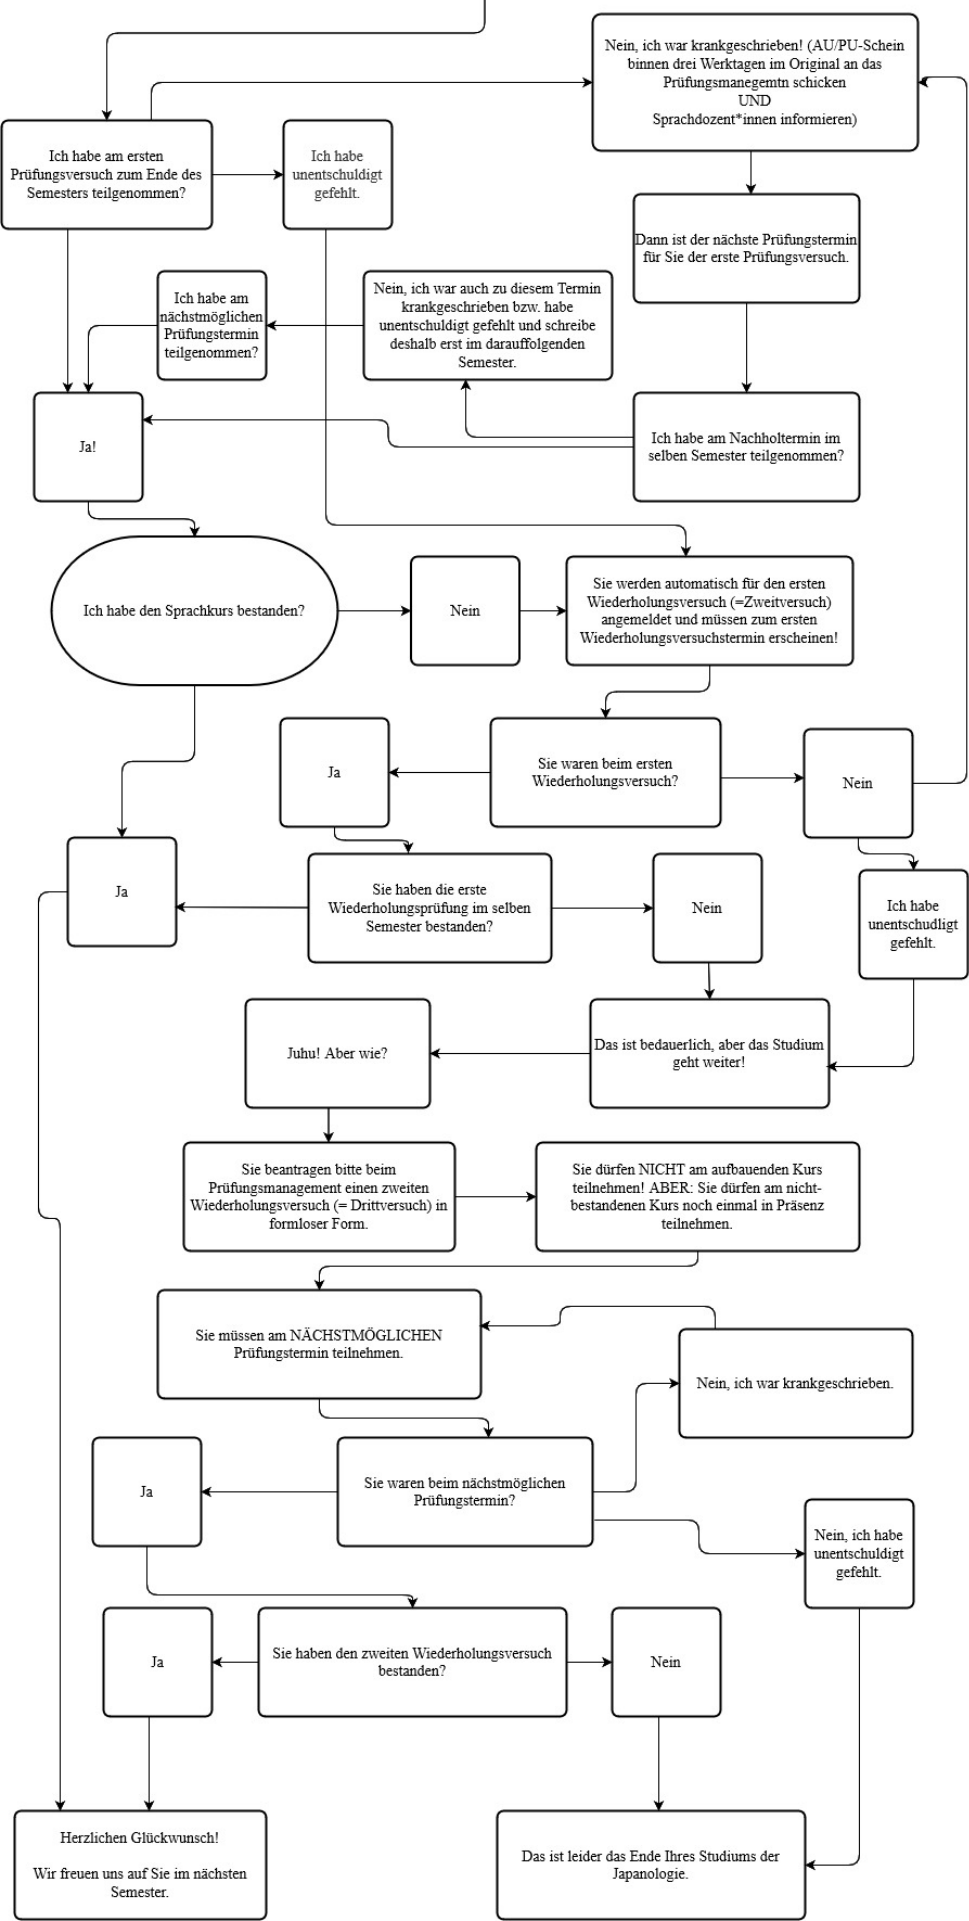 Nein, ich war krankgeschrieben! (AU/PU-Schein
binnen drei Werktagen im Original an das
Prüfungsmanegemtn schicken
UND
Sprachdozent*innen informieren)
Ich habe am ersten
Prüfungsversuch zum Ende des
Semesters teilgenommen?
Ich habe
unentschuldigt
gefehlt.
Dann ist der nächste Prüfungstermin
für Sie der erste Prüfungsversuch.
Ich habe am
nächstmöglichen
Prüfungstermin
teilgenommen?
Nein, ich war auch zu diesem Termin
krankgeschrieben bzw. habe
unentschuldigt gefehlt und schreibe
deshalb erst im darauffolgenden
Semester.
Ja!
Ich habe am Nachholtermin im
selben Semester teilgenommen?
Ich habe den Sprachkurs bestanden?
Nein
Sie werden automatisch für den ersten
Wiederholungsversuch (=Zweitversuch)
angemeldet und müssen zum ersten
Wiederholungsversuchstermin erscheinen!
Ja
Sie waren beim ersten
Wiederholungsversuch?
Nein
Ja
Sie haben die erste
Wiederholungsprüfung im selben
Semester bestanden?
Nein
Ich habe
unentschudligt
gefehlt.
Juhu! Aber wie?
Das ist bedauerlich, aber das Studium
geht weiter!
Sie beantragen bitte beim
Prüfungsmanagement einen zweiten
Wiederholungsversuch (= Drittversuch) in
formloser Form.
Sie dürfen NICHT am aufbauenden Kurs
teilnehmen! ABER: Sie dürfen am nicht-
bestandenen Kurs noch einmal in Präsenz
teilnehmen.
Sie müssen am NÄCHSTMÖGLICHEN
Prüfungstermin teilnehmen.
Nein, ich war krankgeschrieben.
Ja
Sie waren beim nächstmöglichen
Prüfungstermin?
Nein, ich habe
unentschuldigt
gefehlt.
Ja
Sie haben den zweiten Wiederholungsversuch
bestanden?
Nein
Herzlichen Glückwunsch!
Wir freuen uns auf Sie im nächsten
Semester.
Das ist leider das Ende Ihres Studiums der
Japanologie.